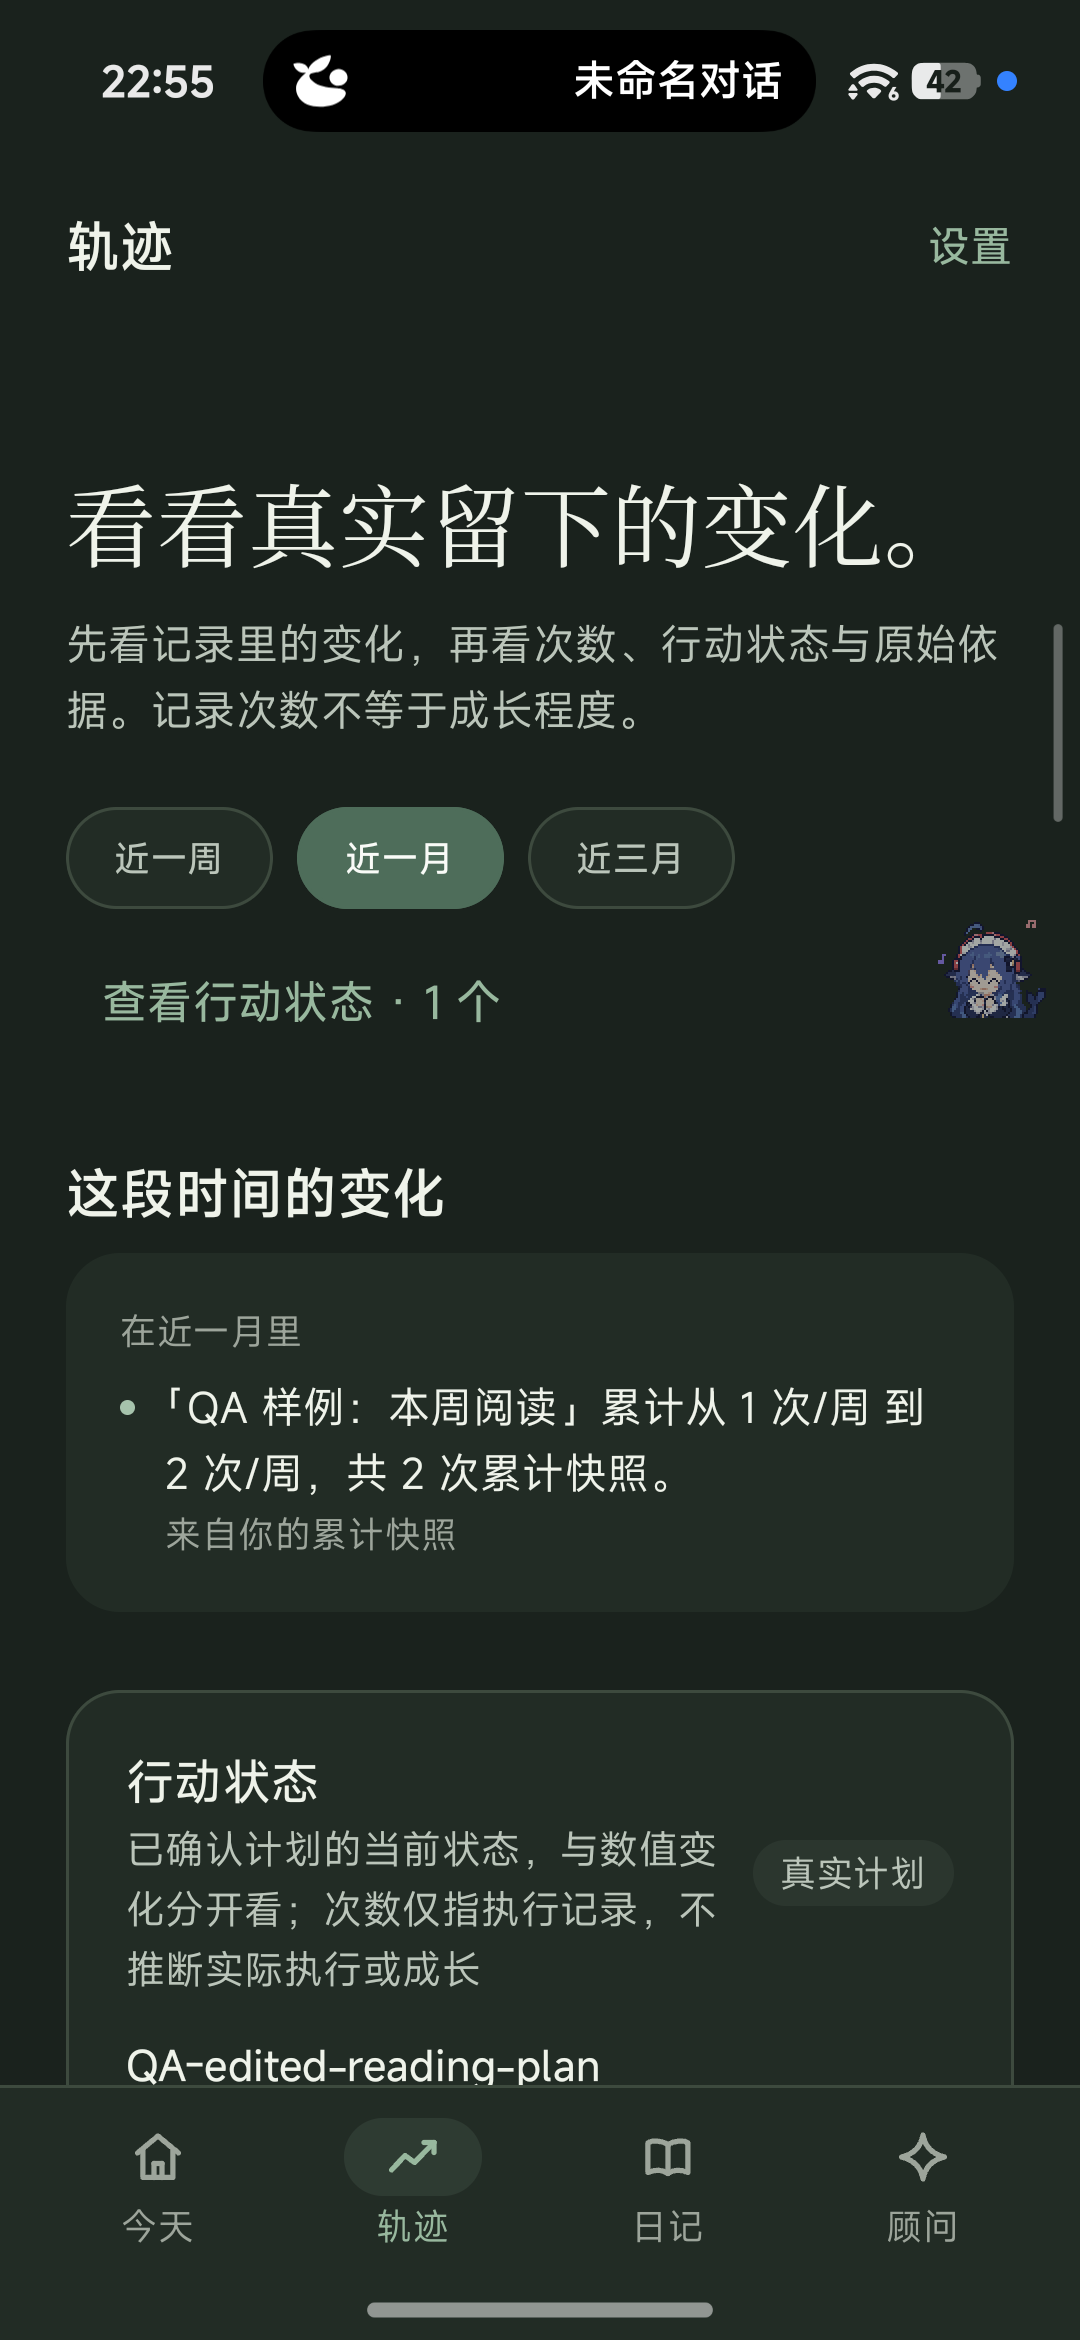 22:55
未命名对话
6
42
轨迹
设置
看看真实留下的变化。
先看记录里的变化，再看次数、行动状态与原始依
据。记录次数不等于成长程度。
近一周
近一月
近三月
查看行动状态 · 1 个
这段时间的变化
在近一月里
「QA 样例：本周阅读」累计从 1 次/周 到
2 次/周，共 2 次累计快照。
来自你的累计快照
行动状态
已确认计划的当前状态，与数值变
化分开看；次数仅指执行记录，不
推断实际执行或成长
真实计划
QA-edited-reading-plan
今天
轨迹
日记
顾问